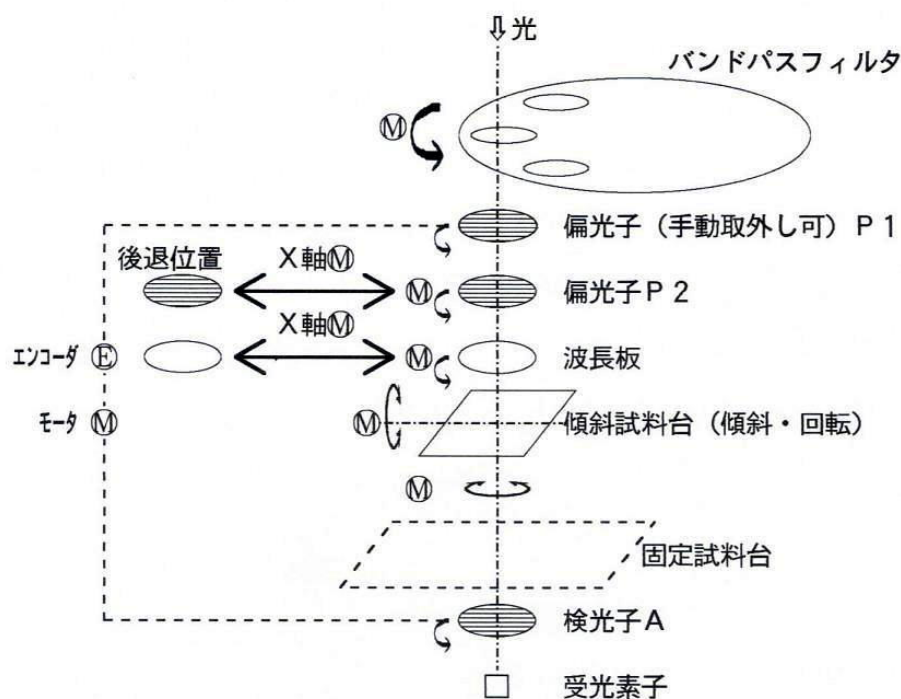 ⇩光
バンドパスフィルタ
Ⓜ
偏光子（手動取外し可）Ｐ１
後退位置
Ｘ軸Ⓜ
Ⓜ
偏光子Ｐ２
Ｘ軸Ⓜ
ｴﾝｺｰﾀﾞ Ⓔ
Ⓜ
波長板
ﾓｰﾀ Ⓜ
Ⓜ
傾斜試料台（傾斜・回転）
Ⓜ
固定試料台
検光子Ａ
受光素子